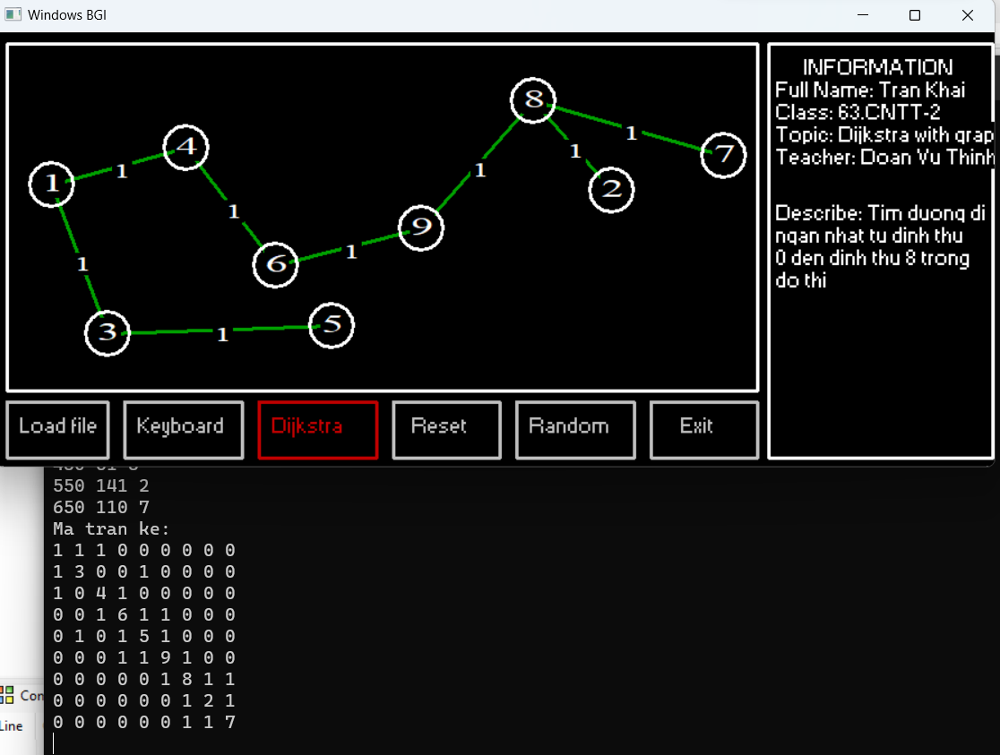 Windows BGI
1
4
3
6
5
9
8
2
7
1
1
1
1
1
1
1
1
INFORMATION
Full Name: Tran Khai
Class: 63.CNTT-2
Topic: Dijkstra with grap
Teacher: Doan Vu Thinh
Describe: Tim duong di
ngan nhat tu dinh thu
0 den dinh thu 8 trong
do thi
Load file
Keyboard
Dijkstra
Reset
Random
Exit
550 141 2
650 110 7
Ma tran ke:
1 1 1 0 0 0 0 0 0
1 3 0 0 1 0 0 0 0
1 0 4 1 0 0 0 0 0
0 0 1 6 1 1 0 0 0
0 1 0 1 5 1 0 0 0
0 0 0 1 1 9 1 0 0
0 0 0 0 0 1 8 1 1
0 0 0 0 0 0 1 2 1
0 0 0 0 0 0 1 1 7
Con
Line